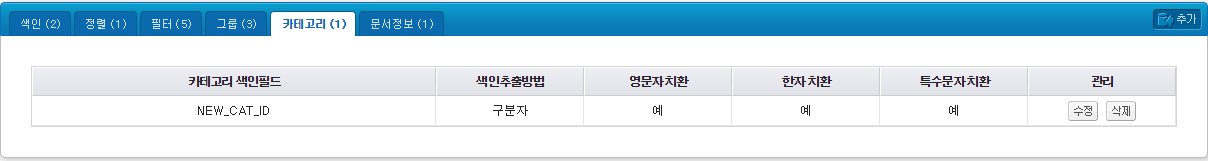 색인 (2) 정렬 (1) 필터 (5) 그룹 (3) 카테고리 (1) 문서정보 (1) 추가
카테고리 색인필드 색인추출방법 영문자치환 한자치환 특수문자치환 관리
NEW_CAT_ID 구분자 예 예 예 수정 삭제